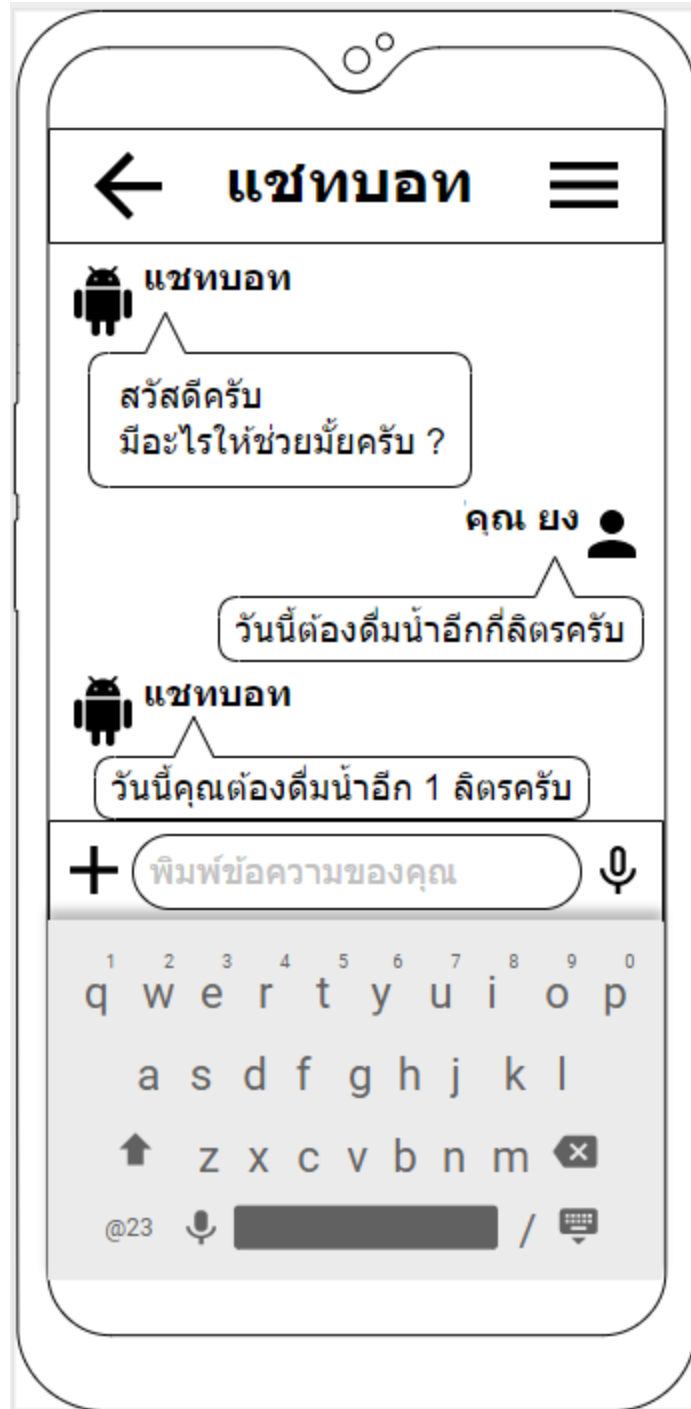 แชทบอท
แชทบอท
สวัสดีครับ
มีอะไรให้ช่วยมั้ยครับ ?
คุณ ยง
วันนี้ต้องดื่มน้ำอีกกี่ลิตรครับ
แชทบอท
วันนี้คุณต้องดื่มน้ำอีก 1 ลิตรครับ
พิมพ์ข้อความของคุณ
1 2 3 4 5 6 7 8 9 0
q w e r t y u i o p
a s d f g h j k l
z x c v b n m
@23 /